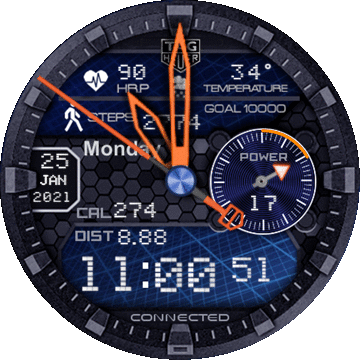 TAG
HEUER
90
HRP
34°
TEMPERATURE
STEPS
GOAL 10000
Monday
25
JAN
2021
POWER
17
CAL 274
DIST 8.88
11:00 51
CONNECTED